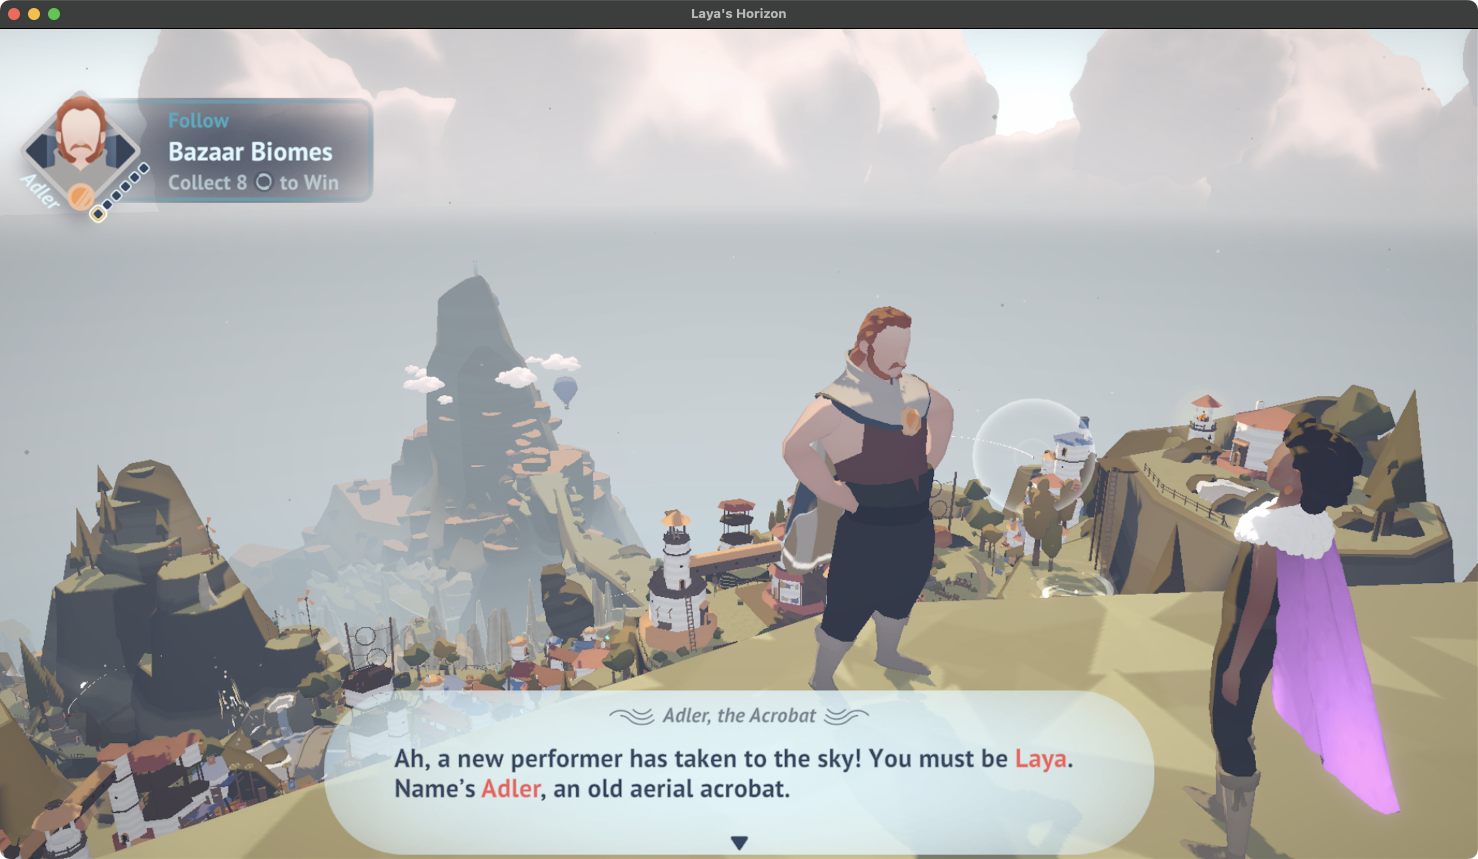 Laya's Horizon
Follow
Bazaar Biomes
Collect 8 to Win
Adler
Adler, the Acrobat
Ah, a new performer has taken to the sky! You must be Laya.
Name’s Adler, an old aerial acrobat.